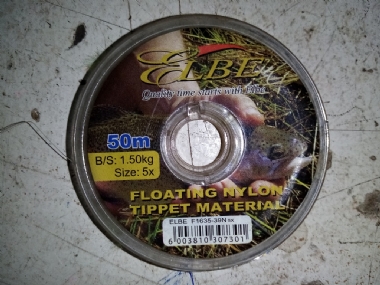 ELBE
Quality time starts with Elbe
50m
B/S: 1.50kg
Size: 5x
FLOATING NYLON
TIPPET MATERIAL
ELBE F1635-30N 5x
6 003810 307301